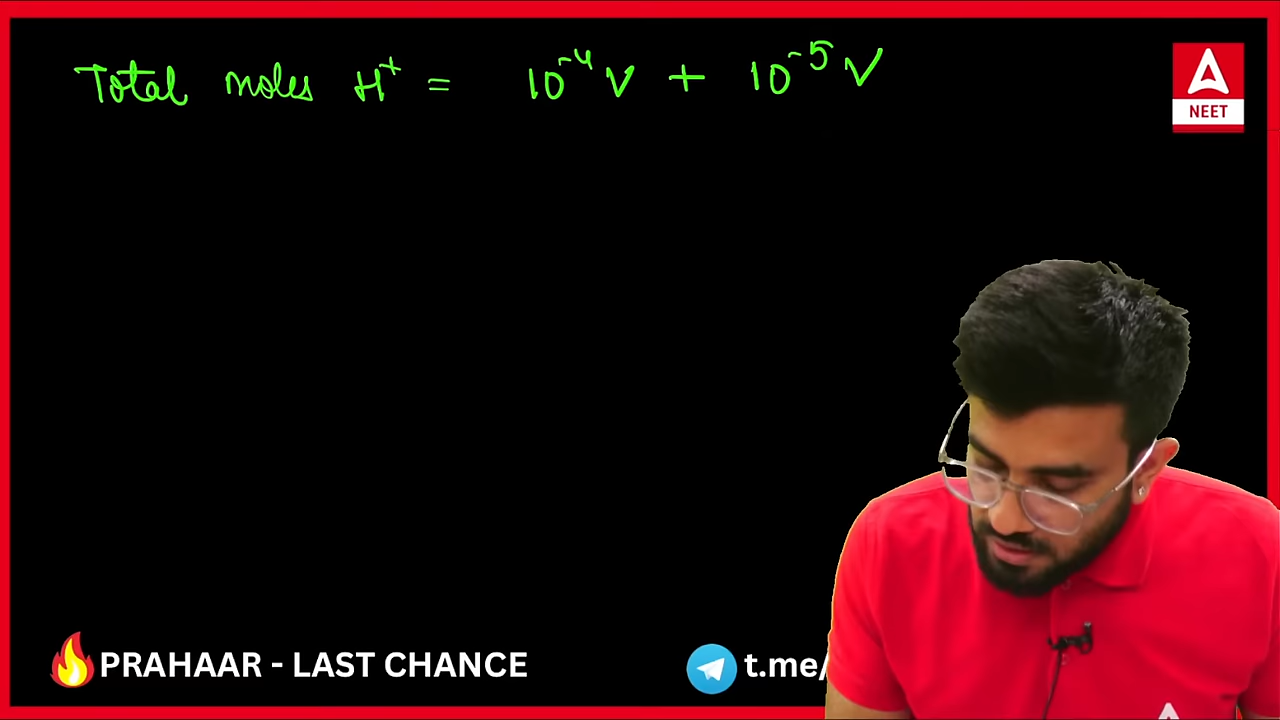 Total moles H⁺ = 10⁻⁴ V + 10⁻⁵ V
NEET
PRAHAAR - LAST CHANCE
t.me/